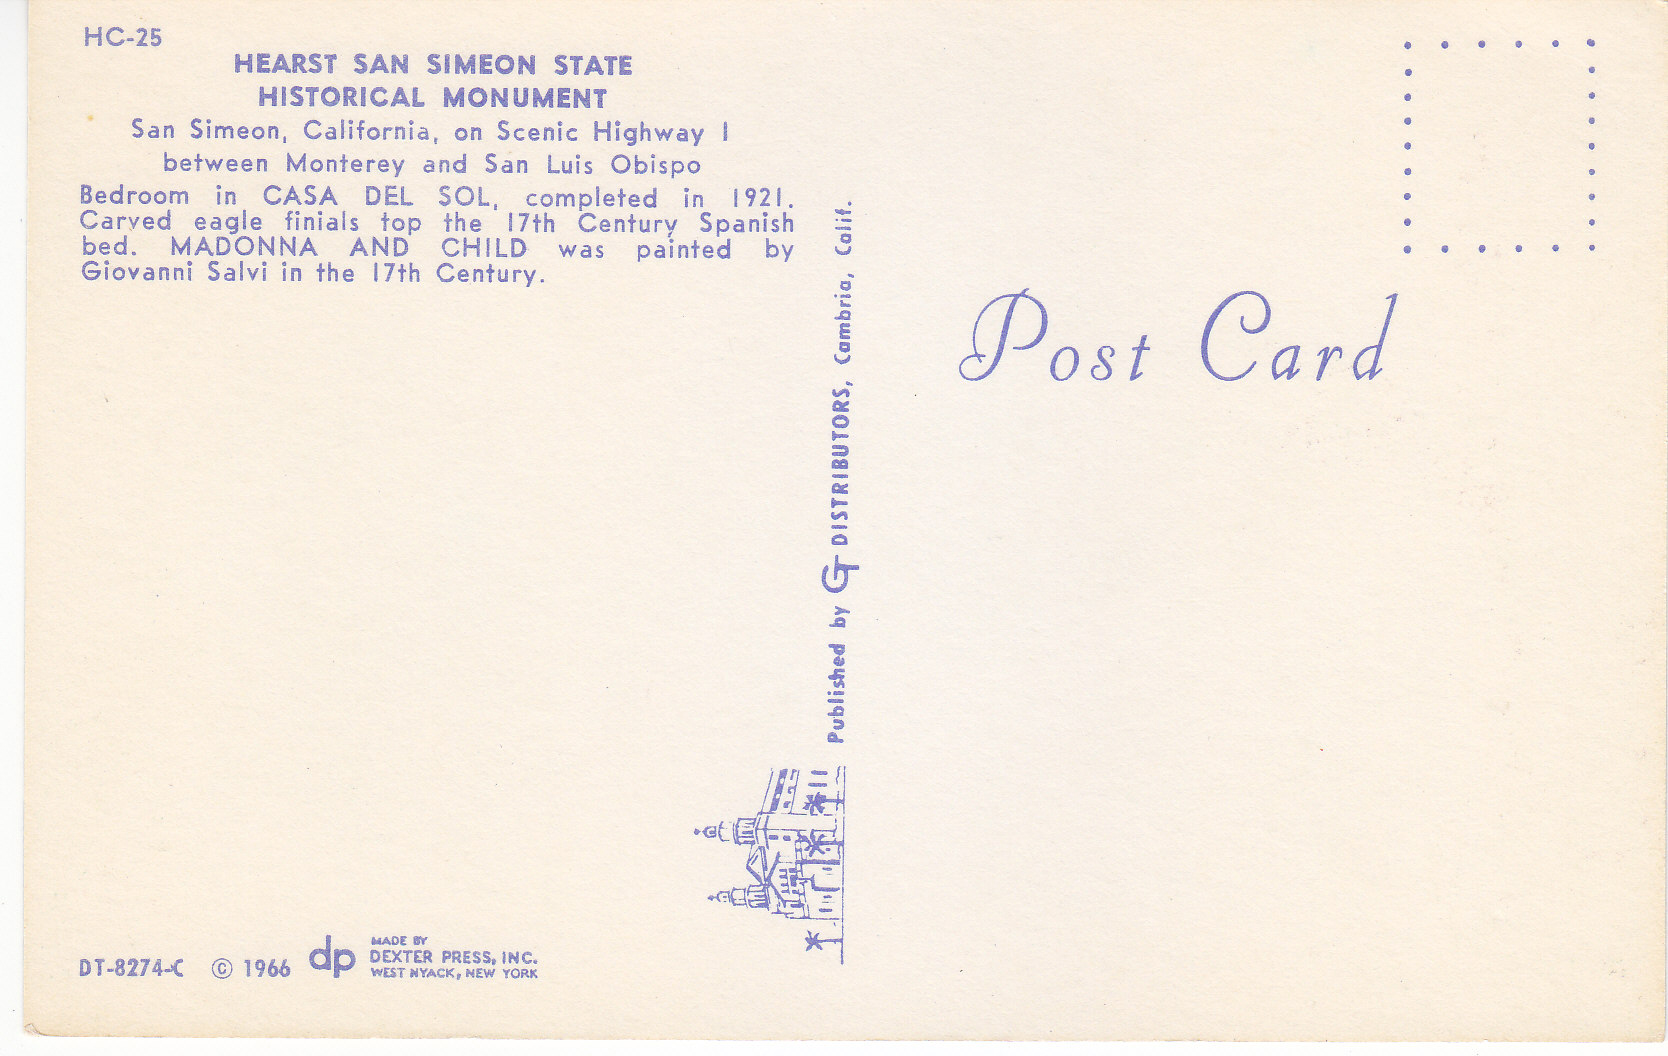 HC-25
HEARST SAN SIMEON STATE
HISTORICAL MONUMENT
San Simeon, California, on Scenic Highway 1
between Monterey and San Luis Obispo
Bedroom in CASA DEL SOL, completed in 1921.
Carved eagle finials top the 17th Century Spanish
bed. MADONNA AND CHILD was painted by
Giovanni Salvi in the 17th Century.
Published by GT DISTRIBUTORS, Cambria, Calif.
Post Card
DT-8274-C © 1966
dp
MADE BY
DEXTER PRESS, INC.
WEST NYACK, NEW YORK